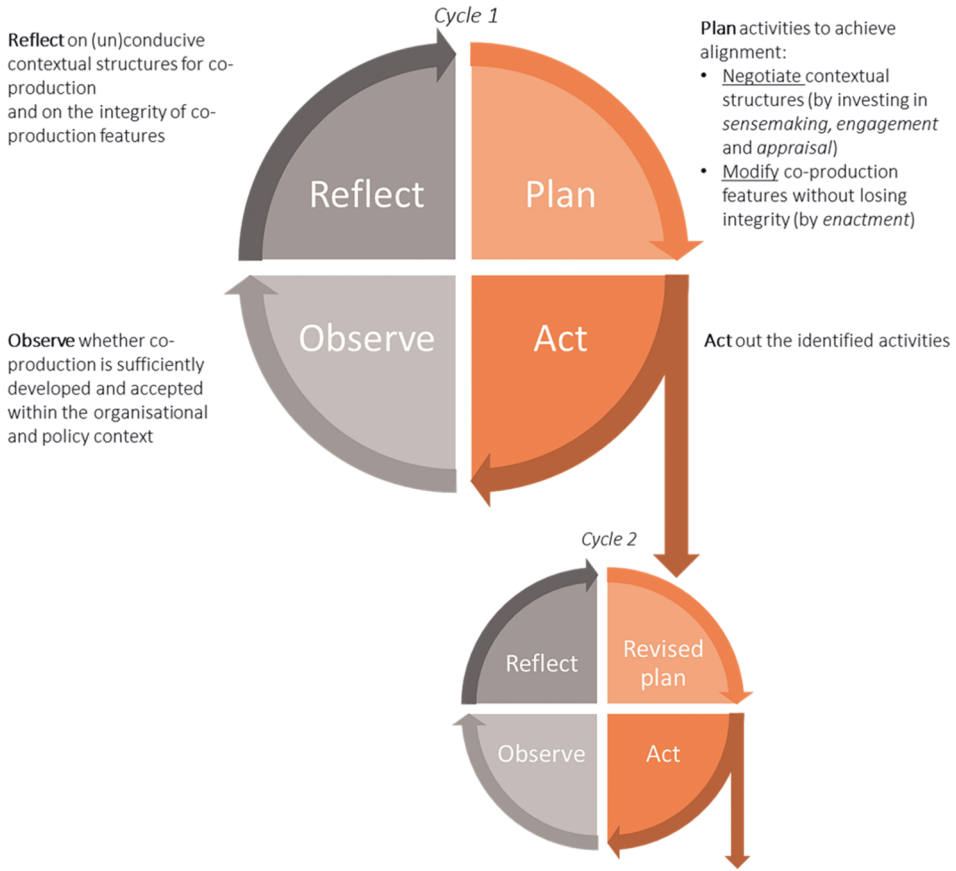 Cycle 1
Reflect on (un)conducive
contextual structures for co-
production
and on the integrity of co-
production features
Plan activities to achieve
alignment:
• Negotiate contextual
structures (by investing in
sensemaking, engagement
and appraisal)
• Modify co-production
features without losing
integrity (by enactment)
Reflect
Plan
Observe
Act
Observe whether co-
production is sufficiently
developed and accepted
within the organisational
and policy context
Act out the identified activities
Cycle 2
Reflect
Revised
plan
Observe
Act